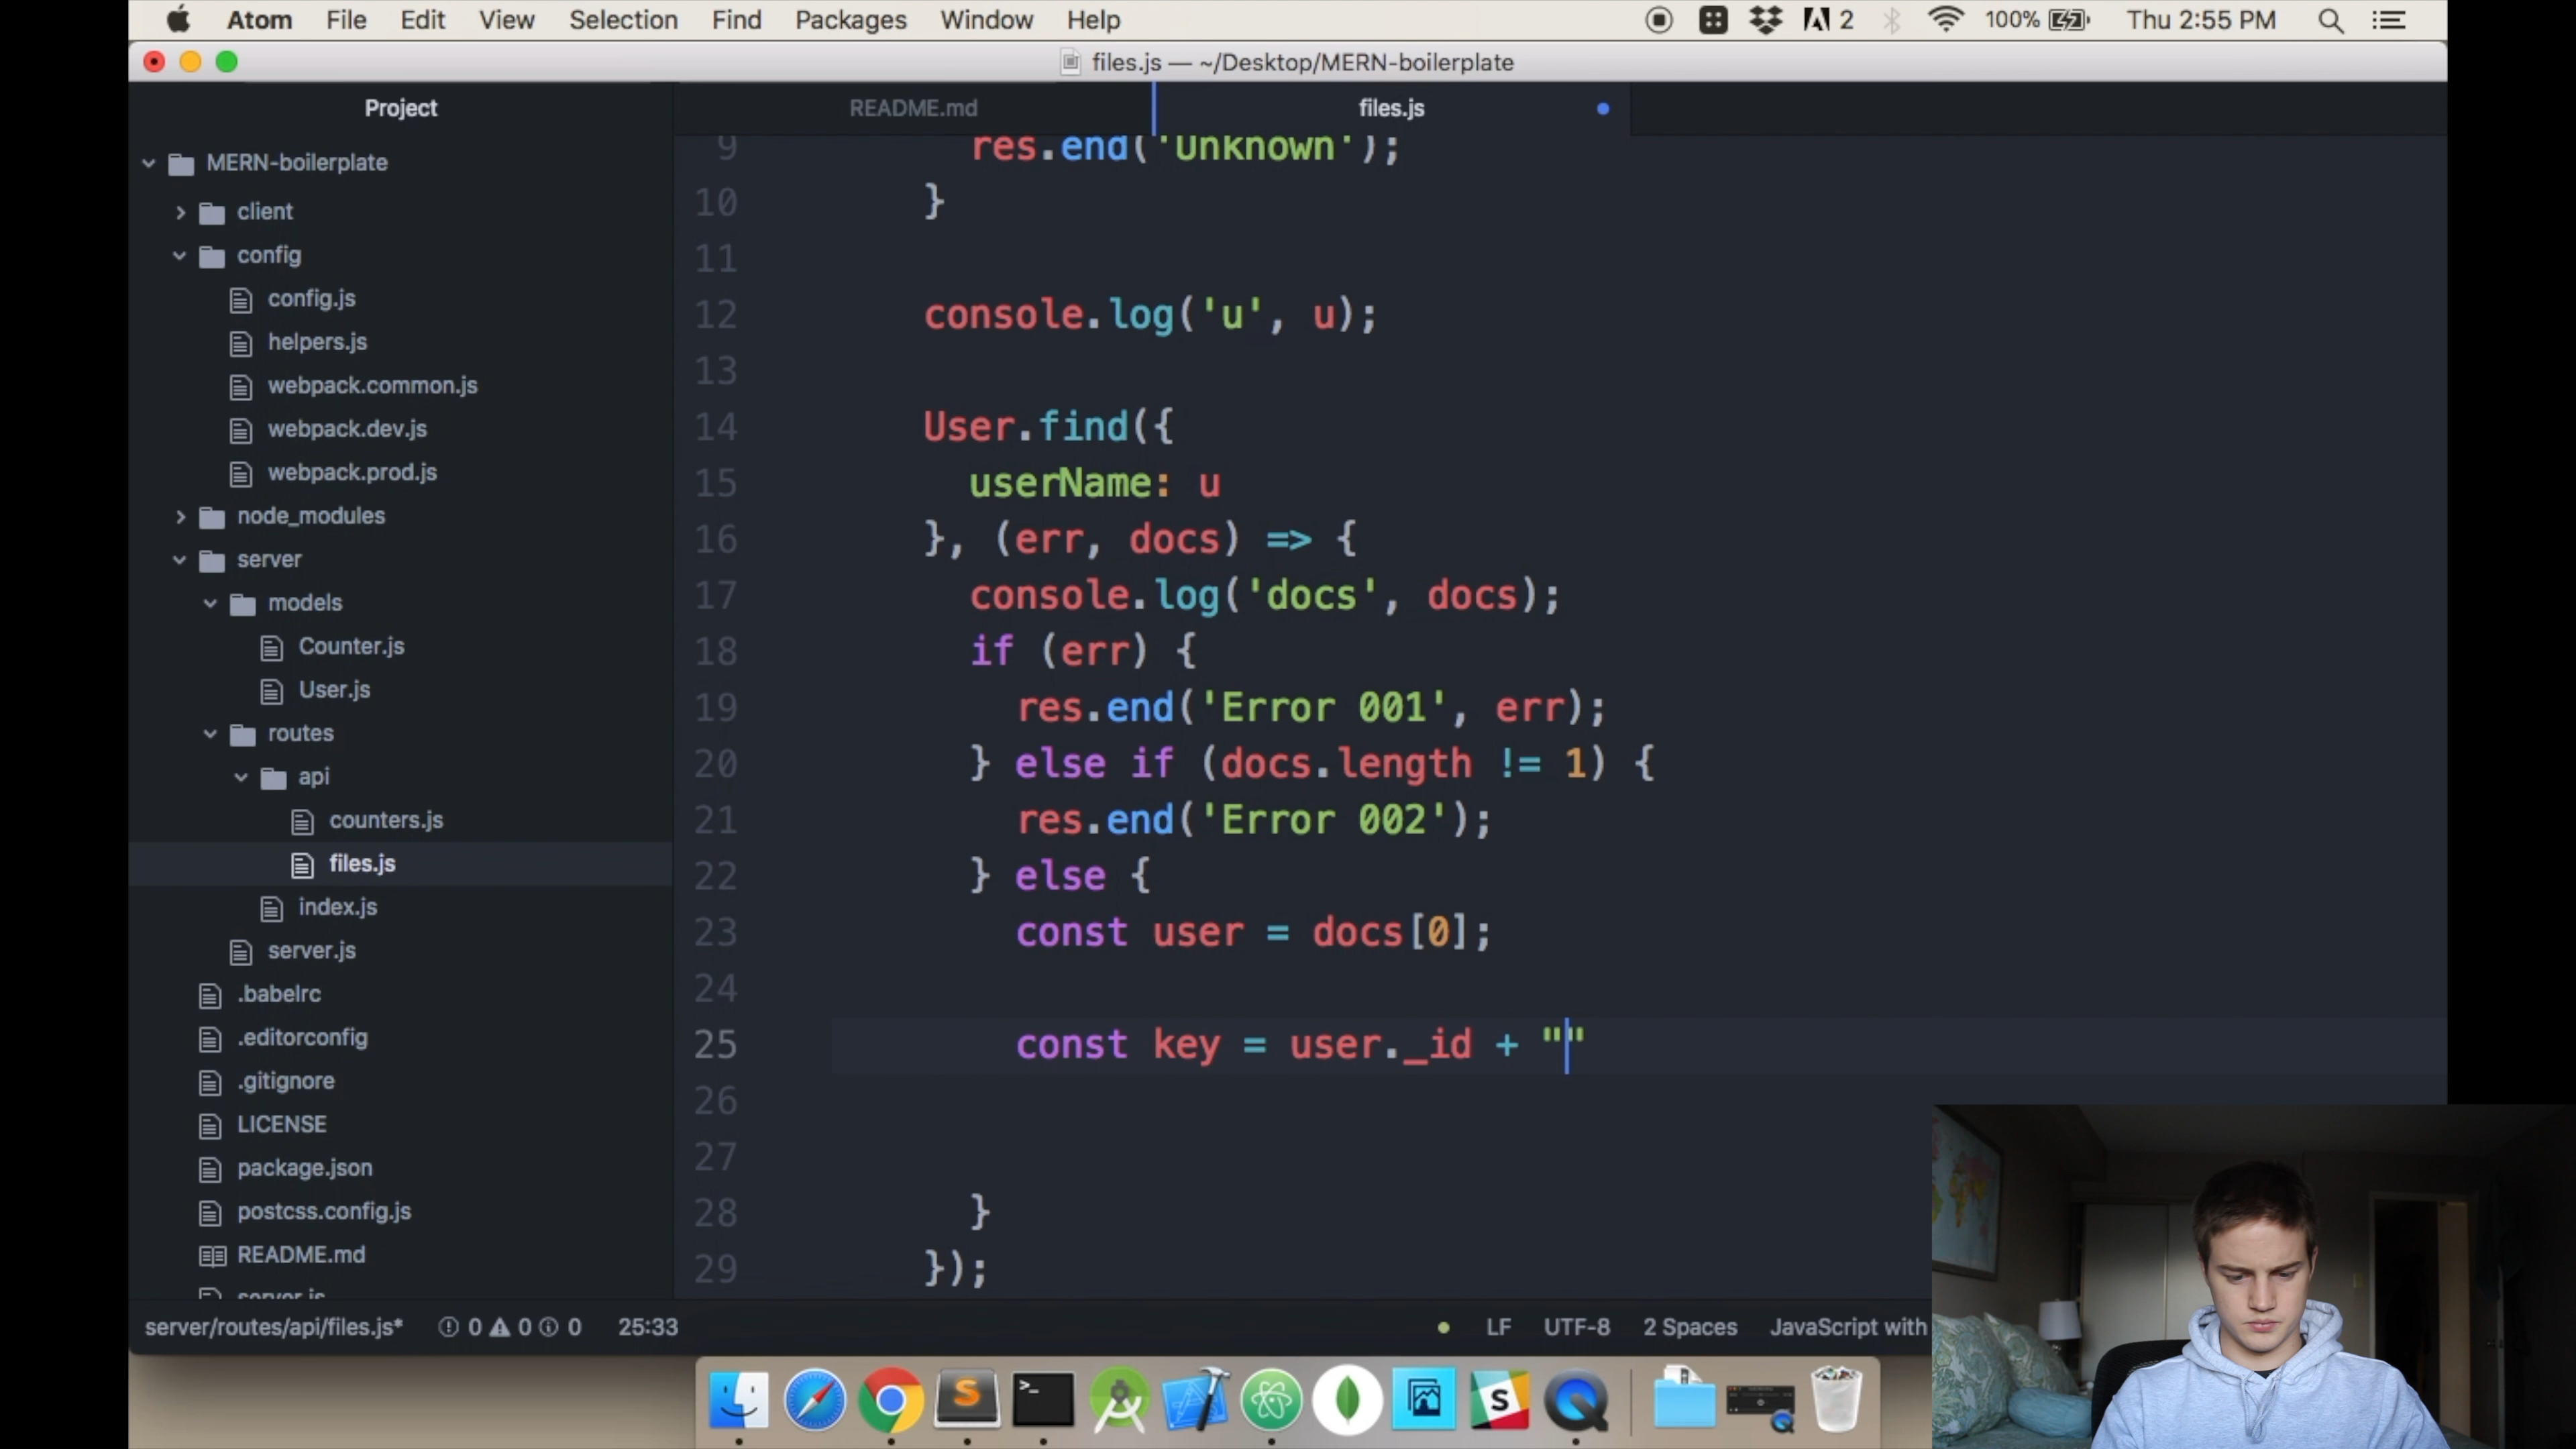 Atom File Edit View Selection Find Packages Window Help 2 100% Thu 2:55 PM
files.js — ~/Desktop/MERN-boilerplate
Project
README.md
files.js
MERN-boilerplate
client
config
config.js
helpers.js
webpack.common.js
webpack.dev.js
webpack.prod.js
node_modules
server
models
Counter.js
User.js
routes
api
counters.js
files.js
index.js
server.js
.babelrc
.editorconfig
.gitignore
LICENSE
package.json
postcss.config.js
README.md
server.js
9 res.end('Unknown');
10 }
11
12 console.log('u', u);
13
14 User.find({
15 userName: u
16 }, (err, docs) => {
17 console.log('docs', docs);
18 if (err) {
19 res.end('Error 001', err);
20 } else if (docs.length != 1) {
21 res.end('Error 002');
22 } else {
23 const user = docs[0];
24
25 const key = user._id + ""
26
27
28 }
29 });
server/routes/api/files.js* 0 0 0 25:33 LF UTF-8 2 Spaces JavaScript with